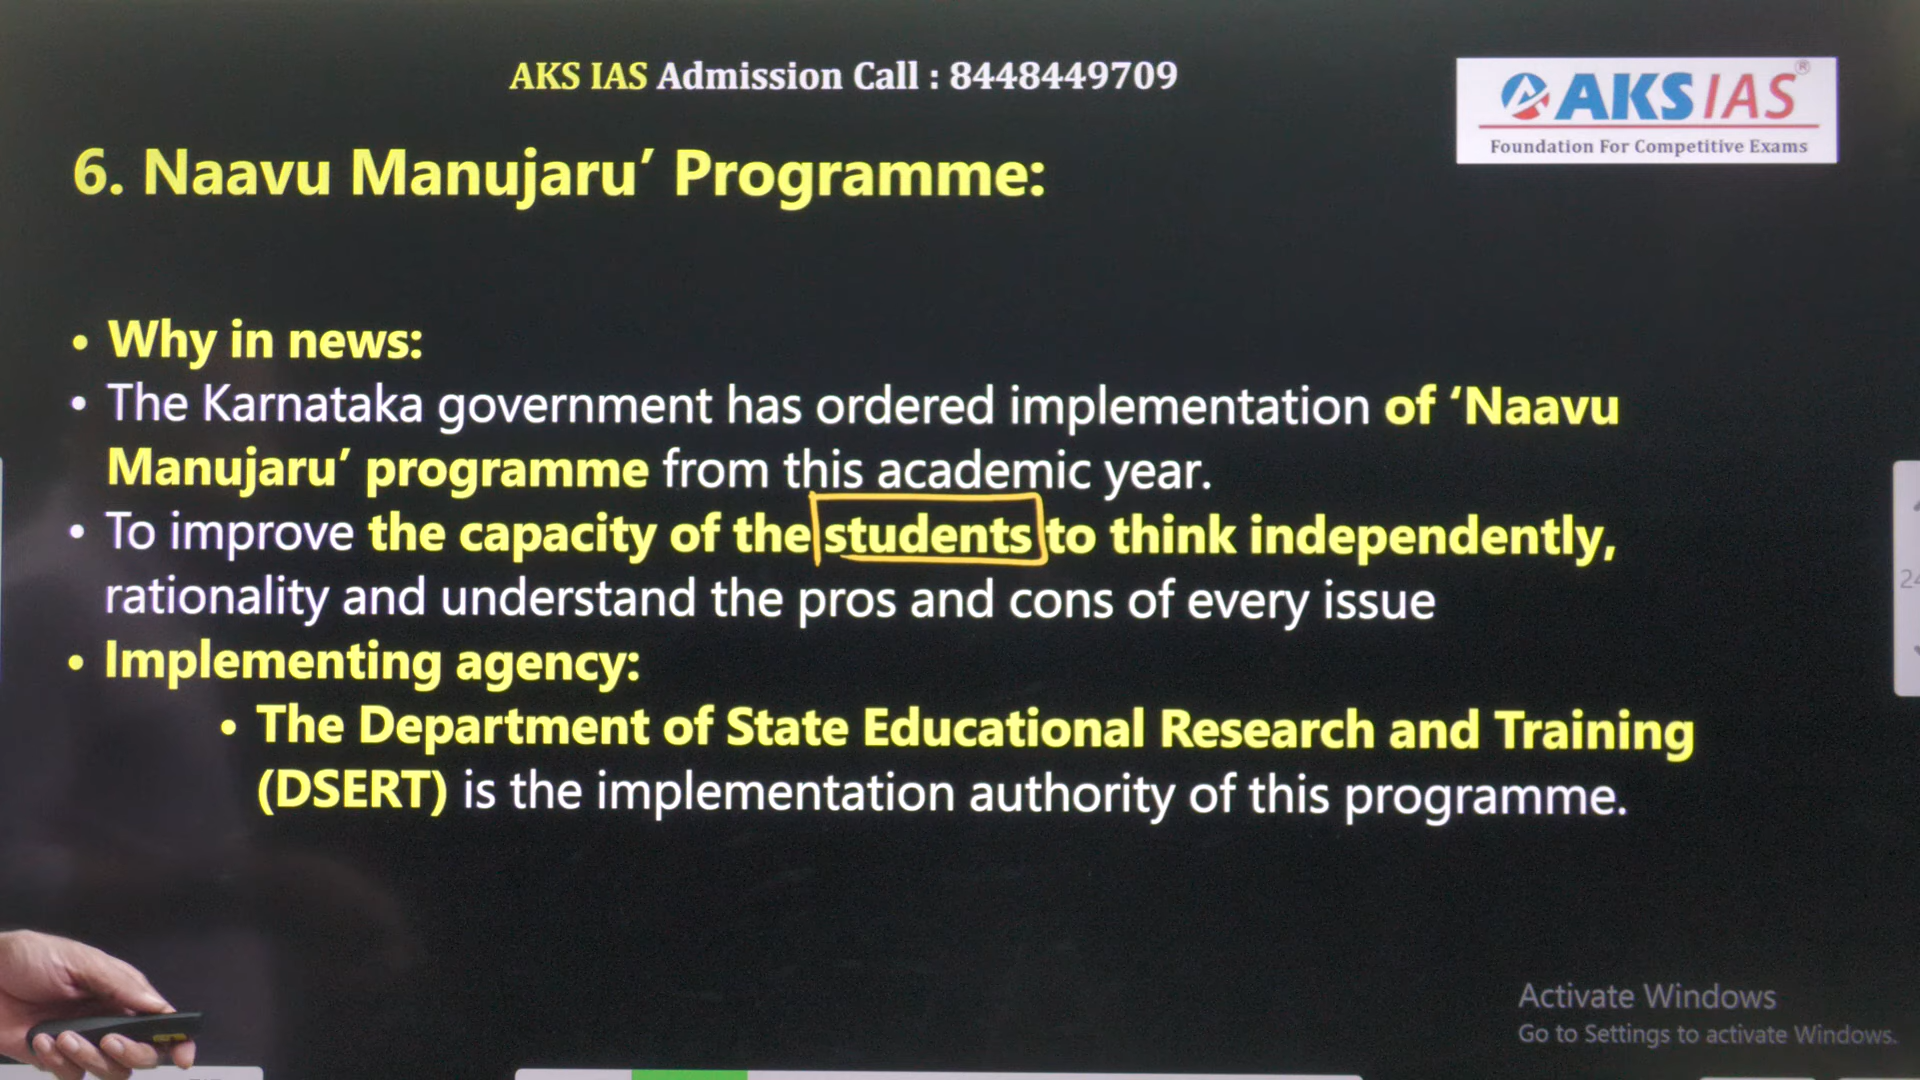 AKS IAS Admission Call : 8448449709
AKS IAS®
Foundation For Competitive Exams
6. Naavu Manujaru’ Programme:
• Why in news:
• The Karnataka government has ordered implementation of ‘Naavu
Manujaru’ programme from this academic year.
• To improve the capacity of the students to think independently,
rationality and understand the pros and cons of every issue
• Implementing agency:
• The Department of State Educational Research and Training
(DSERT) is the implementation authority of this programme.
Activate Windows
Go to Settings to activate Windows.